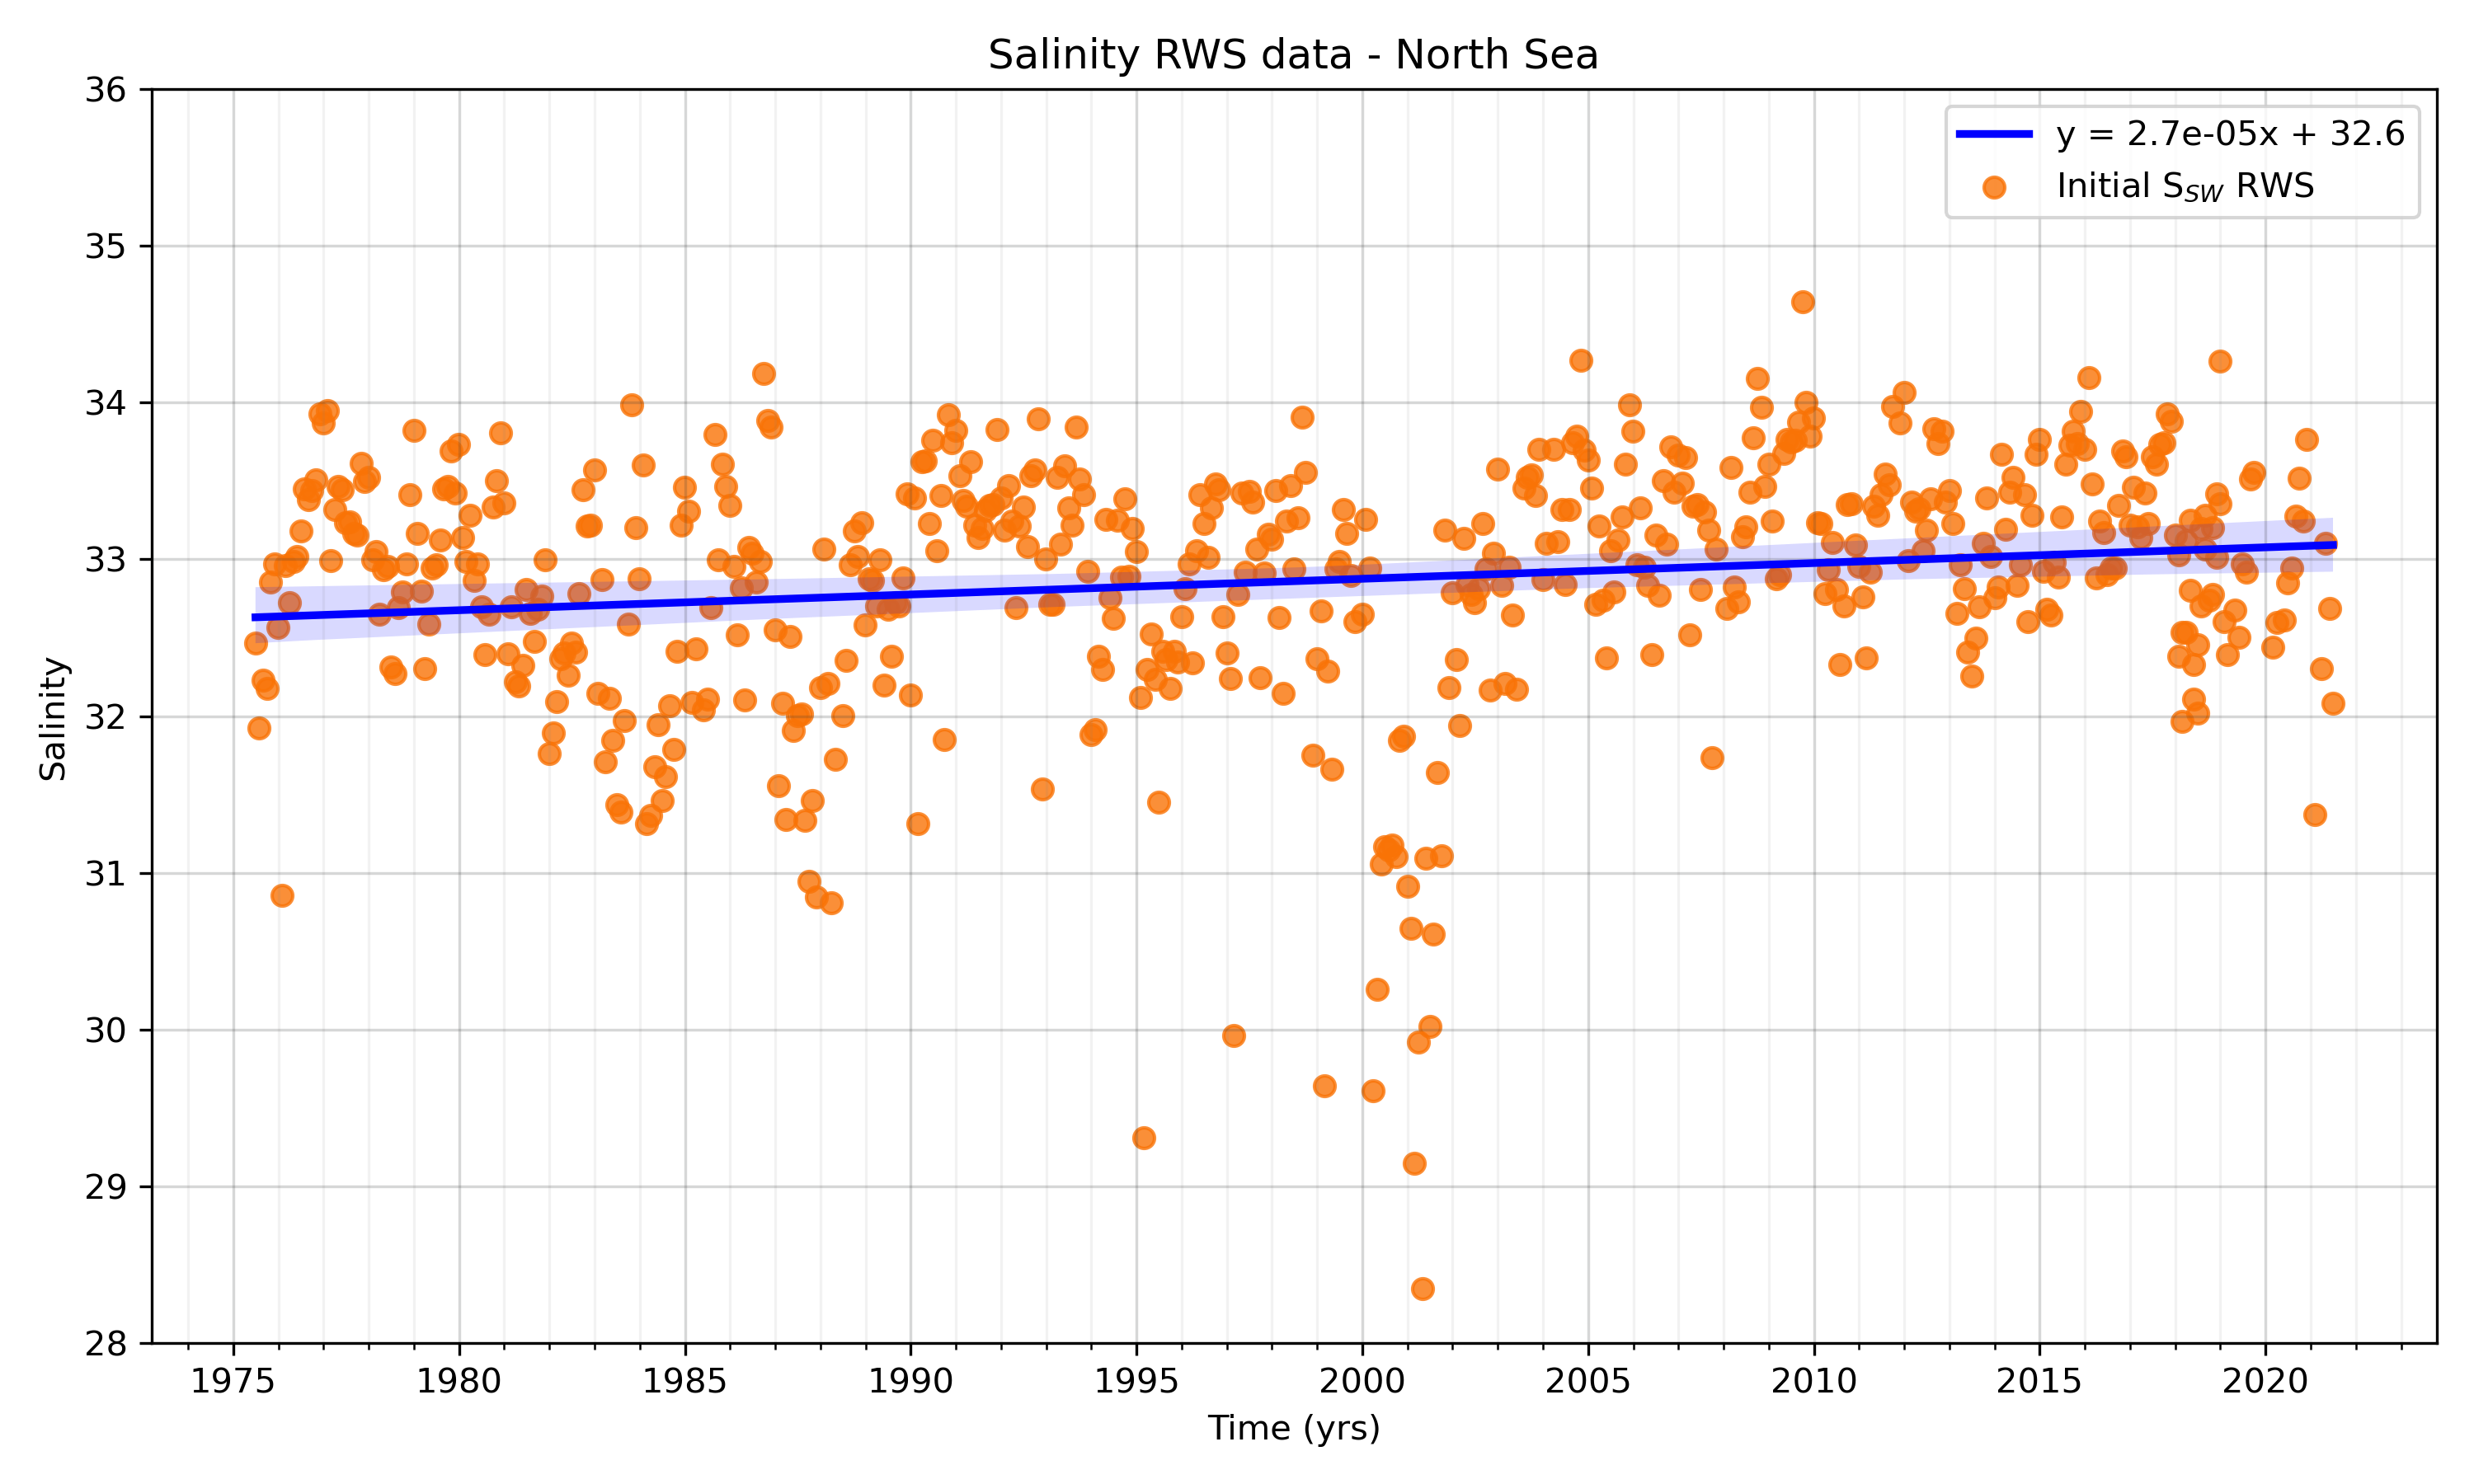 Salinity RWS data - North Sea
y = 2.7e-05x + 32.6
Initial S_SW RWS
36
35
34
33
32
31
30
29
28
Salinity
1975 1980 1985 1990 1995 2000 2005 2010 2015 2020
Time (yrs)